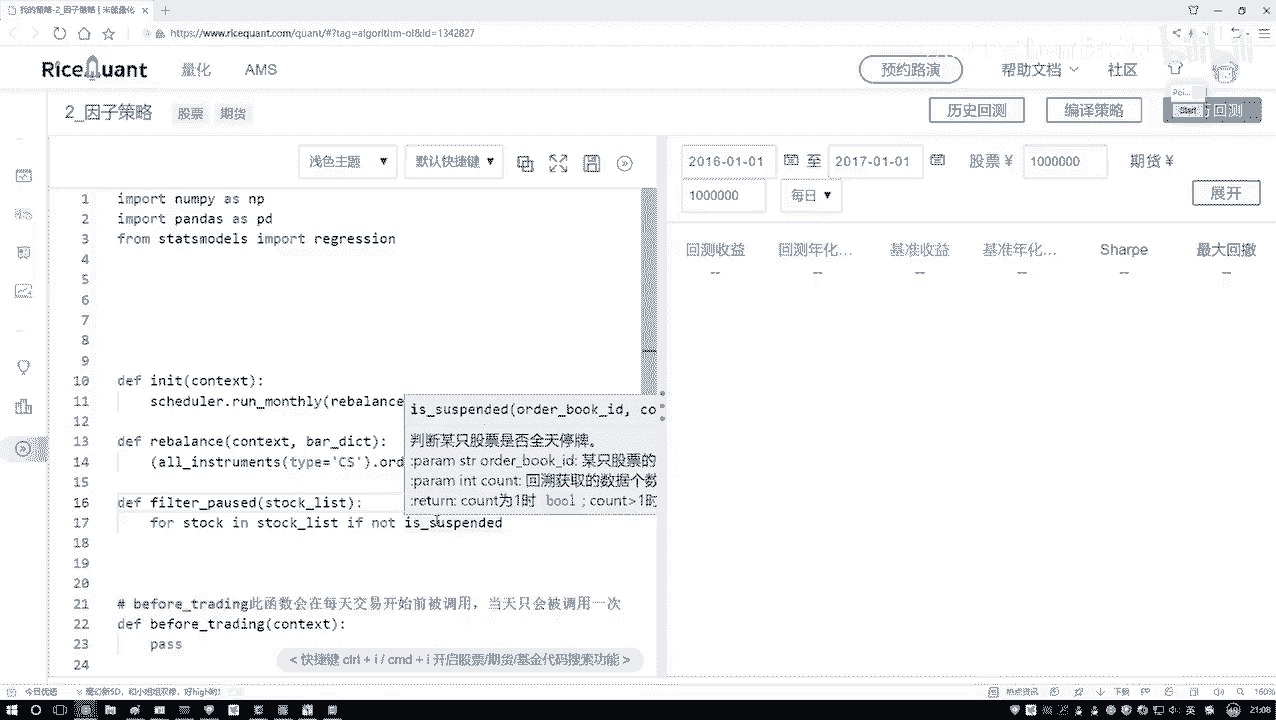 我的策略-2_因子策略 | 米筐量化
https://www.ricequant.com/quant/#?tag=algorithm-ol&id=1342827
RiceQuant 量化 AMS 预约路演 帮助文档 社区
2_因子策略 股票 期货 历史回测 编译策略 回测
Start
浅色主题 默认快捷键
2016-01-01 至 2017-01-01 股票 ¥ 1000000 期货 ¥
1000000 每日 展开
回测收益 回测年化... 基准收益 基准年化... Sharpe 最大回撤
-- -- -- -- -- --
1 import numpy as np
2 import pandas as pd
3 from statsmodels import regression
4
5
6
7
8
9
10 def init(context):
11 scheduler.run_monthly(rebalance
12
13 def rebalance(context, bar_dict):
14 (all_instruments(type='CS').ord
15
16 def filter_paused(stock_list):
17 for stock in stock_list if not is_suspended
18
19
20
21 # before_trading此函数会在每天交易开始前被调用，当天只会被调用一次
22 def before_trading(context):
23 pass
24
is_suspended(order_book_id, co
判断某只股票是否全天停牌。
:param str order_book_id: 某只股票的
:param int count: 回溯获取的数据个数
:return: count为1时 bool ; count>1时
< 快捷键 ctrl + i / cmd + i 开启股票/期货/基金代码搜索功能 >
今日优选 热点资讯 下载 160%
21:08